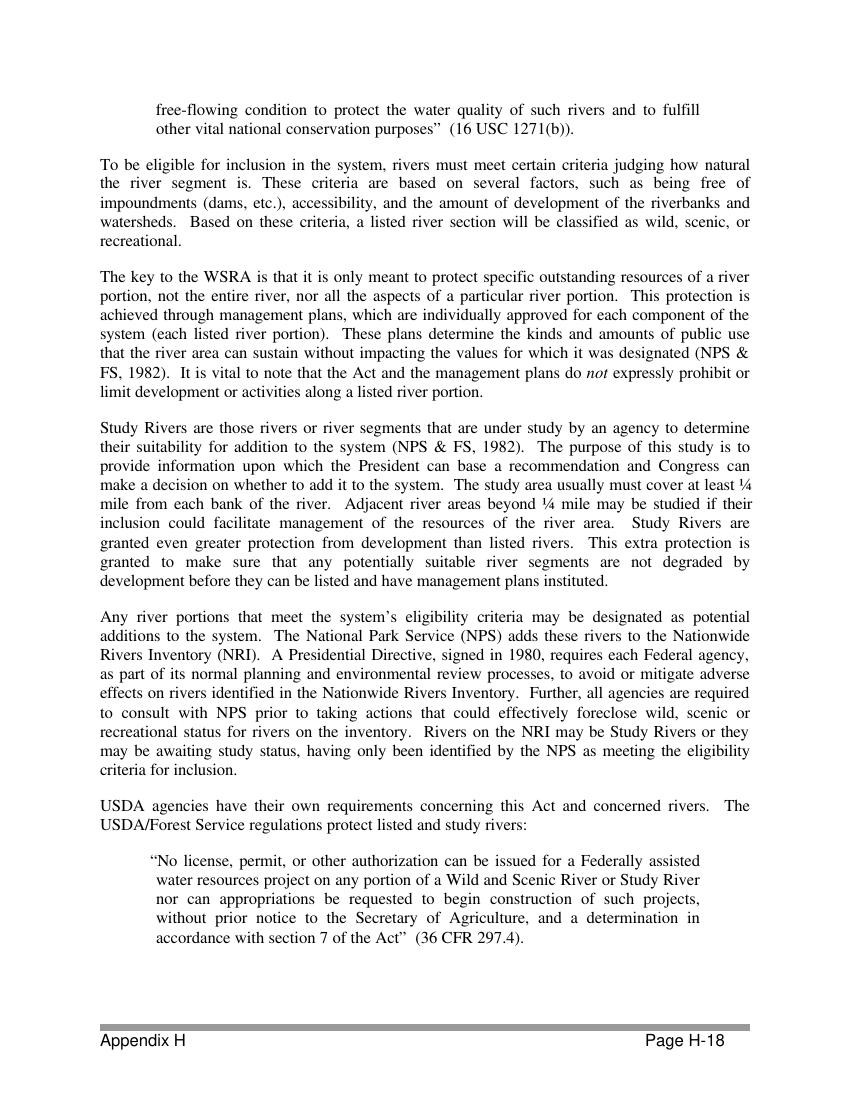 free-flowing condition to protect the water quality of such rivers and to fulfill
other vital national conservation purposes” (16 USC 1271(b)).
To be eligible for inclusion in the system, rivers must meet certain criteria judging how natural
the river segment is. These criteria are based on several factors, such as being free of
impoundments (dams, etc.), accessibility, and the amount of development of the riverbanks and
watersheds. Based on these criteria, a listed river section will be classified as wild, scenic, or
recreational.
The key to the WSRA is that it is only meant to protect specific outstanding resources of a river
portion, not the entire river, nor all the aspects of a particular river portion. This protection is
achieved through management plans, which are individually approved for each component of the
system (each listed river portion). These plans determine the kinds and amounts of public use
that the river area can sustain without impacting the values for which it was designated (NPS &
FS, 1982). It is vital to note that the Act and the management plans do not expressly prohibit or
limit development or activities along a listed river portion.
Study Rivers are those rivers or river segments that are under study by an agency to determine
their suitability for addition to the system (NPS & FS, 1982). The purpose of this study is to
provide information upon which the President can base a recommendation and Congress can
make a decision on whether to add it to the system. The study area usually must cover at least ¼
mile from each bank of the river. Adjacent river areas beyond ¼ mile may be studied if their
inclusion could facilitate management of the resources of the river area. Study Rivers are
granted even greater protection from development than listed rivers. This extra protection is
granted to make sure that any potentially suitable river segments are not degraded by
development before they can be listed and have management plans instituted.
Any river portions that meet the system’s eligibility criteria may be designated as potential
additions to the system. The National Park Service (NPS) adds these rivers to the Nationwide
Rivers Inventory (NRI). A Presidential Directive, signed in 1980, requires each Federal agency,
as part of its normal planning and environmental review processes, to avoid or mitigate adverse
effects on rivers identified in the Nationwide Rivers Inventory. Further, all agencies are required
to consult with NPS prior to taking actions that could effectively foreclose wild, scenic or
recreational status for rivers on the inventory. Rivers on the NRI may be Study Rivers or they
may be awaiting study status, having only been identified by the NPS as meeting the eligibility
criteria for inclusion.
USDA agencies have their own requirements concerning this Act and concerned rivers. The
USDA/Forest Service regulations protect listed and study rivers:
“No license, permit, or other authorization can be issued for a Federally assisted
water resources project on any portion of a Wild and Scenic River or Study River
nor can appropriations be requested to begin construction of such projects,
without prior notice to the Secretary of Agriculture, and a determination in
accordance with section 7 of the Act” (36 CFR 297.4).
Appendix H Page H-18